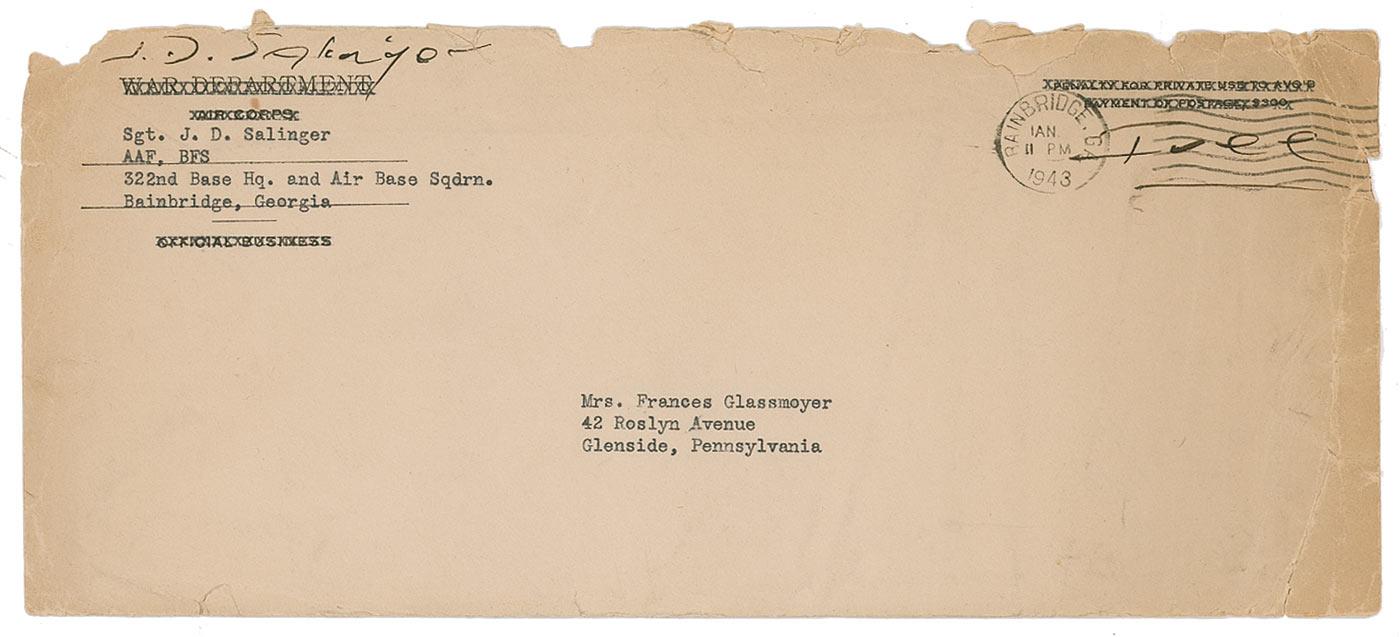 J. D. Salinger
WAR DEPARTMENT
AIR CORPS
Sgt. J. D. Salinger
AAF, BFS
322nd Base Hq. and Air Base Sqdrn.
Bainbridge, Georgia
OFFICIAL BUSINESS
PENALTY FOR PRIVATE USE TO AVOID
PAYMENT OF POSTAGE, $300
BAINBRIDGE, GA
JAN
11 PM
1943
Free
Mrs. Frances Glassmoyer
42 Roslyn Avenue
Glenside, Pennsylvania